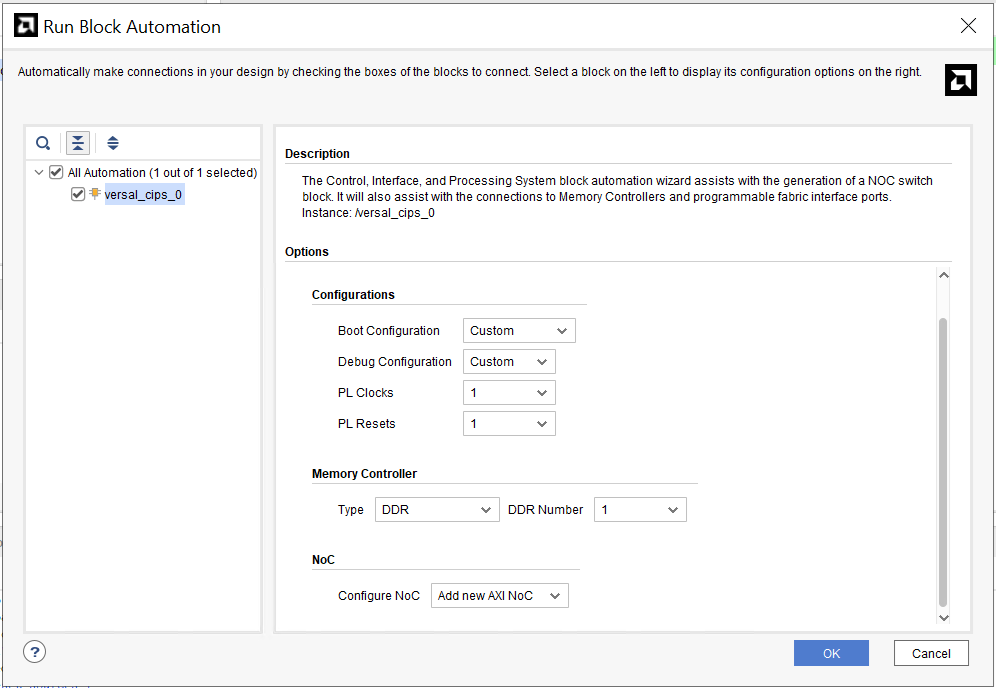 Run Block Automation
Automatically make connections in your design by checking the boxes of the blocks to connect. Select a block on the left to display its configuration options on the right.
All Automation (1 out of 1 selected)
versal_cips_0
Description
The Control, Interface, and Processing System block automation wizard assists with the generation of a NOC switch
block. It will also assist with the connections to Memory Controllers and programmable fabric interface ports.
Instance: /versal_cips_0
Options
Configurations
Boot Configuration Custom
Debug Configuration Custom
PL Clocks 1
PL Resets 1
Memory Controller
Type DDR DDR Number 1
NoC
Configure NoC Add new AXI NoC
? OK Cancel